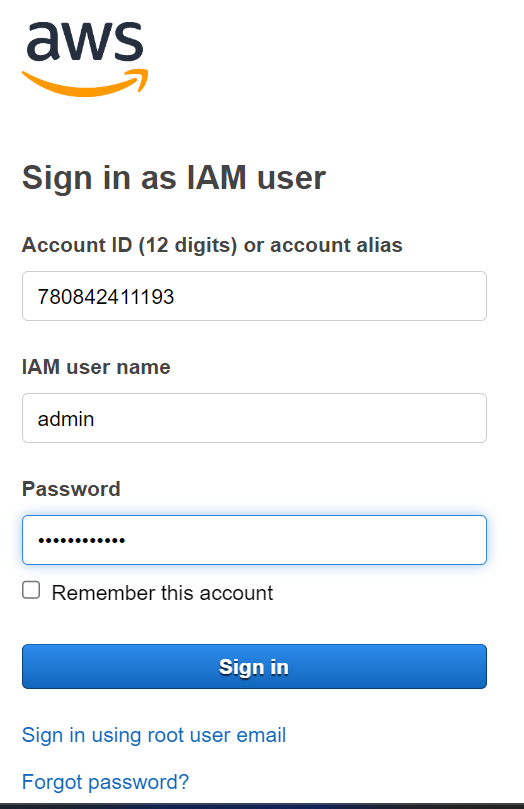 aws
Sign in as IAM user
Account ID (12 digits) or account alias
780842411193
IAM user name
admin
Password
••••••••••••
Remember this account
Sign in
Sign in using root user email
Forgot password?